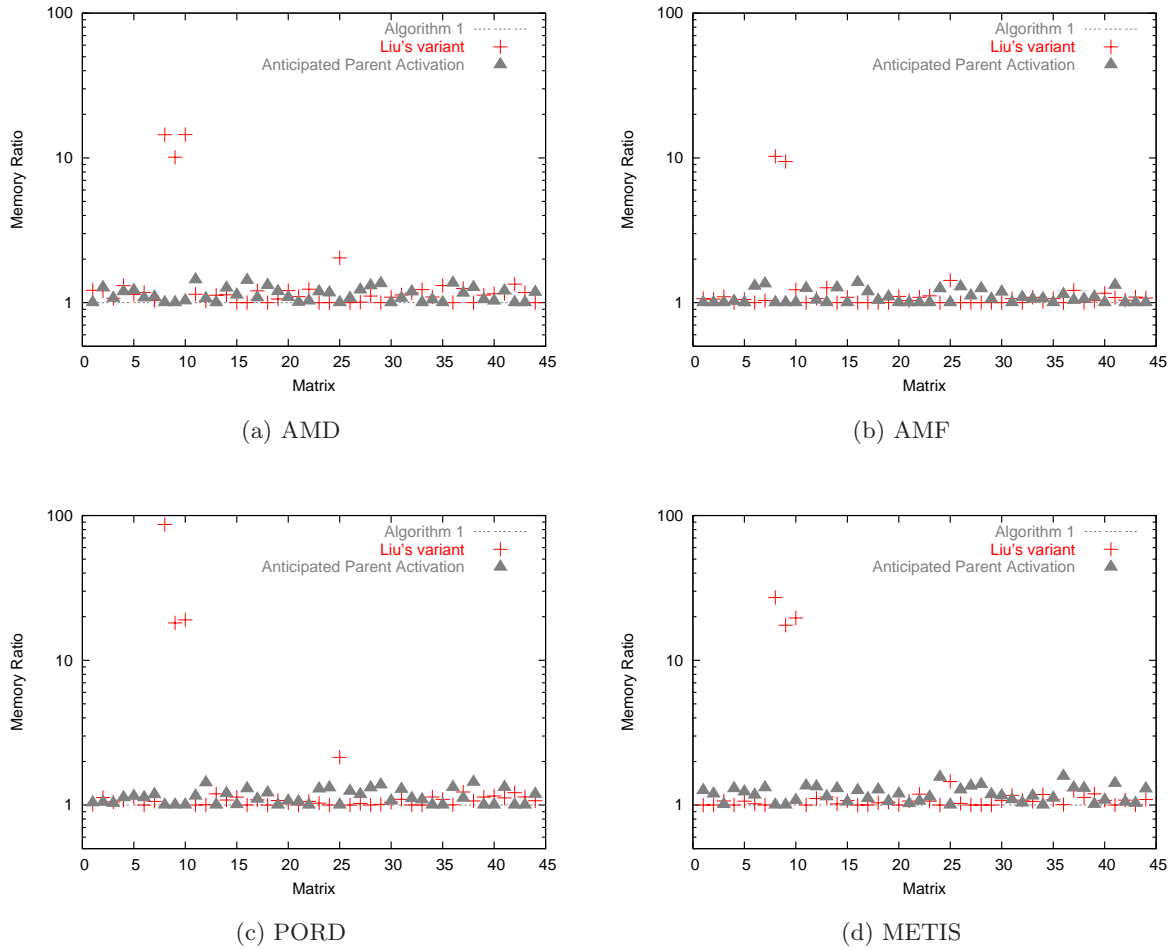 100
10
1
Memory Ratio
Algorithm 1
Liu's variant
Anticipated Parent Activation
0 5 10 15 20 25 30 35 40 45
Matrix
(a) AMD
100
10
1
Memory Ratio
Algorithm 1
Liu's variant
Anticipated Parent Activation
0 5 10 15 20 25 30 35 40 45
Matrix
(b) AMF
100
10
1
Memory Ratio
Algorithm 1
Liu's variant
Anticipated Parent Activation
0 5 10 15 20 25 30 35 40 45
Matrix
(c) PORD
100
10
1
Memory Ratio
Algorithm 1
Liu's variant
Anticipated Parent Activation
0 5 10 15 20 25 30 35 40 45
Matrix
(d) METIS